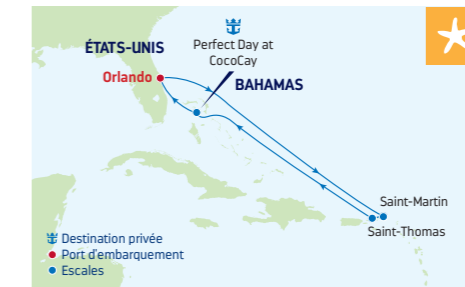 ÉTATS-UNIS
Perfect Day at
CocoCay
Orlando
BAHAMAS
Saint-Martin
Saint-Thomas
Destination privée
Port d'embarquement
Escales